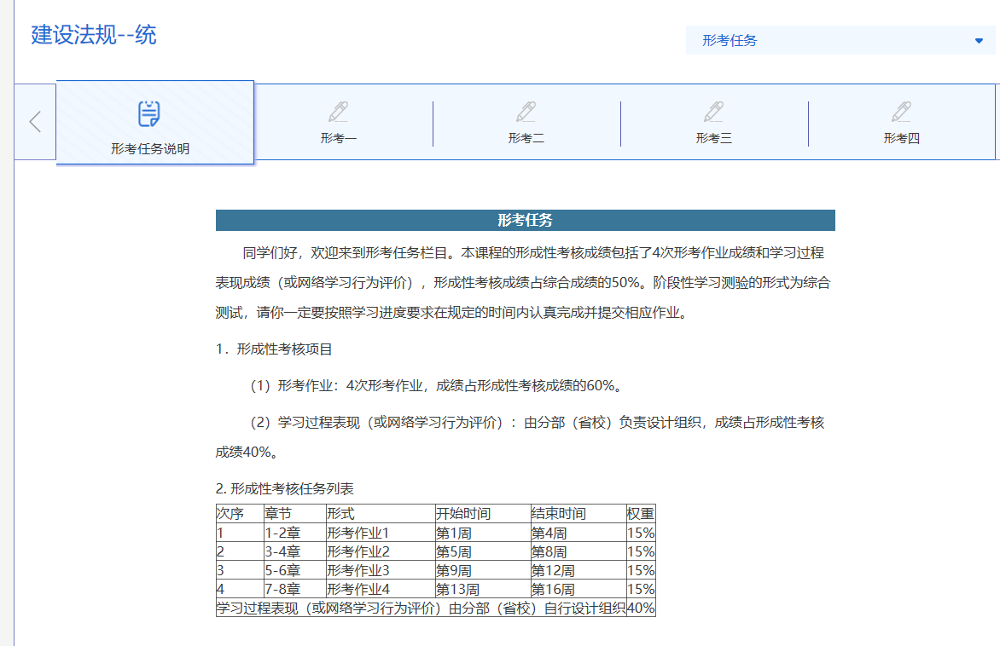 建设法规--统
形考任务
形考任务说明
形考一
形考二
形考三
形考四
形考任务
同学们好，欢迎来到形考任务栏目。本课程的形成性考核成绩包括了4次形考作业成绩和学习过程
表现成绩（或网络学习行为评价），形成性考核成绩占综合成绩的50%。阶段性学习测验的形式为综合
测试，请你一定要按照学习进度要求在规定的时间内认真完成并提交相应作业。
1．形成性考核项目
（1）形考作业：4次形考作业，成绩占形成性考核成绩的60%。
（2）学习过程表现（或网络学习行为评价）：由分部（省校）负责设计组织，成绩占形成性考核
成绩40%。
2. 形成性考核任务列表
次序 章节 形式 开始时间 结束时间 权重
1 1-2章 形考作业1 第1周 第4周 15%
2 3-4章 形考作业2 第5周 第8周 15%
3 5-6章 形考作业3 第9周 第12周 15%
4 7-8章 形考作业4 第13周 第16周 15%
学习过程表现（或网络学习行为评价）由分部（省校）自行设计组织 40%